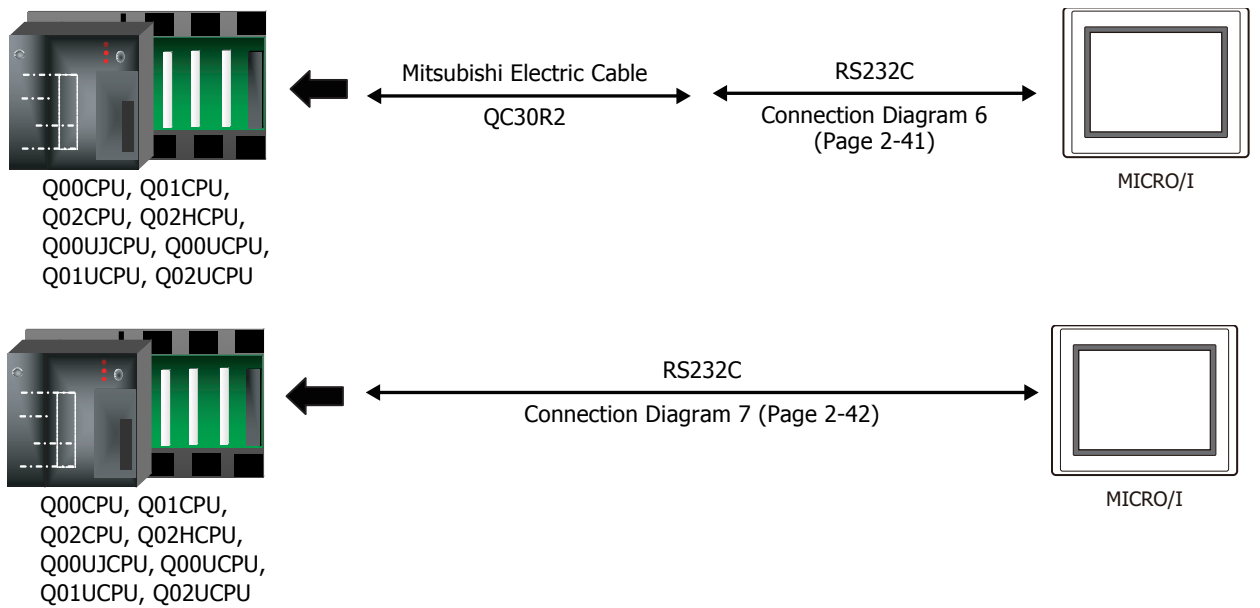 Mitsubishi Electric Cable
QC30R2
RS232C
Connection Diagram 6
(Page 2-41)
MICRO/I
Q00CPU, Q01CPU,
Q02CPU, Q02HCPU,
Q00UJCPU, Q00UCPU,
Q01UCPU, Q02UCPU
RS232C
Connection Diagram 7 (Page 2-42)
MICRO/I
Q00CPU, Q01CPU,
Q02CPU, Q02HCPU,
Q00UJCPU, Q00UCPU,
Q01UCPU, Q02UCPU